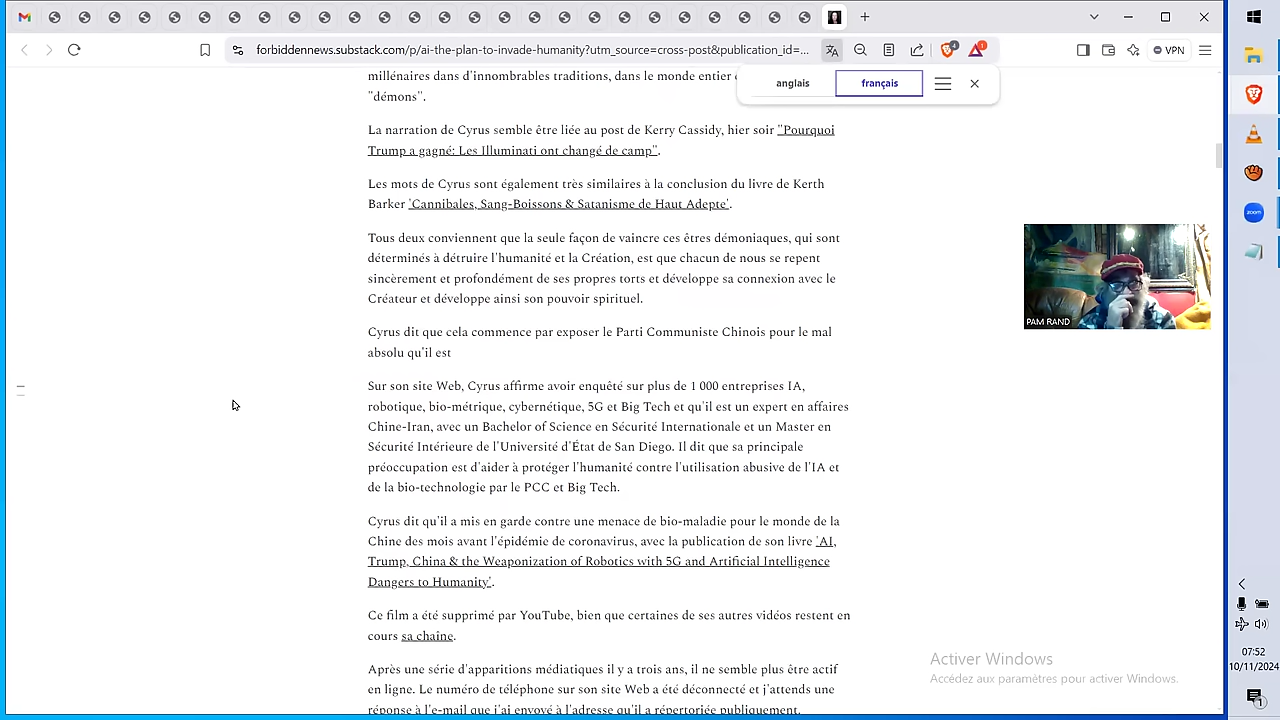 forbiddennews.substack.com/p/ai-the-plan-to-invade-humanity?utm_source=cross-post&publication_id=...
4
1
VPN
anglais
français
millénaires dans d'innombrables traditions, dans le monde entier
"démons".
La narration de Cyrus semble être liée au post de Kerry Cassidy, hier soir "Pourquoi
Trump a gagné: Les Illuminati ont changé de camp".
Les mots de Cyrus sont également très similaires à la conclusion du livre de Kerth
Barker 'Cannibales, Sang-Boissons & Satanisme de Haut Adepte'.
Tous deux conviennent que la seule façon de vaincre ces êtres démoniaques, qui sont
déterminés à détruire l'humanité et la Création, est que chacun de nous se repent
sincèrement et profondément de ses propres torts et développe sa connexion avec le
Créateur et développe ainsi son pouvoir spirituel.
Cyrus dit que cela commence par exposer le Parti Communiste Chinois pour le mal
absolu qu'il est
Sur son site Web, Cyrus affirme avoir enquêté sur plus de 1 000 entreprises IA,
robotique, bio-métrique, cybernétique, 5G et Big Tech et qu'il est un expert en affaires
Chine-Iran, avec un Bachelor of Science en Sécurité Internationale et un Master en
Sécurité Intérieure de l'Université d'État de San Diego. Il dit que sa principale
préoccupation est d'aider à protéger l'humanité contre l'utilisation abusive de l'IA et
de la bio-technologie par le PCC et Big Tech.
Cyrus dit qu'il a mis en garde contre une menace de bio-maladie pour le monde de la
Chine des mois avant l'épidémie de coronavirus, avec la publication de son livre 'AI,
Trump, China & the Weaponization of Robotics with 5G and Artificial Intelligence
Dangers to Humanity'.
Ce film a été supprimé par YouTube, bien que certaines de ses autres vidéos restent en
cours sa chaîne.
Après une série d'apparitions médiatiques il y a trois ans, il ne semble plus être actif
en ligne. Le numéro de téléphone sur son site Web a été déconnecté et j'attends une
réponse à l'e-mail que j'ai envoyé à l'adresse qu'il a répertoriée publiquement.
PAM RAND
Activer Windows
Accédez aux paramètres pour activer Windows.
zoom
07:52
10/11/2024
1